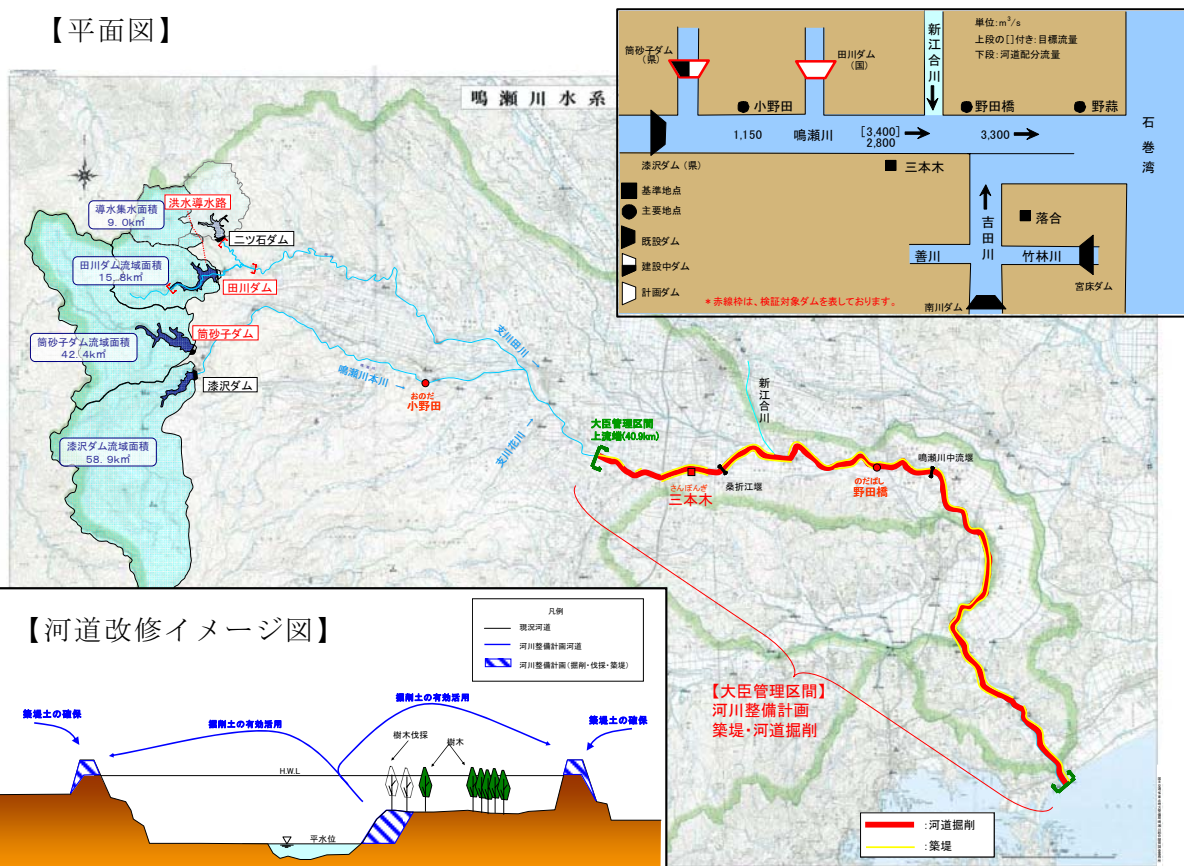 【平面図】
鳴瀬川水系
単位:m³/s
上段の[]付き:目標流量
下段:河道配分流量
新江合川
筒砂子ダム
(県)
田川ダム
(国)
小野田
野田橋
野蒜
石巻湾
1,150
鳴瀬川
[3,400]
2,800
3,300
漆沢ダム(県)
三本木
基準地点
主要地点
既設ダム
建設中ダム
計画ダム
吉田川
落合
善川
竹林川
宮床ダム
南川ダム
*赤線枠は、検証対象ダムを表しております。
導水集水面積
9.0k㎡
洪水導水路
二ツ石ダム
田川ダム流域面積
15.8k㎡
田川ダム
筒砂子ダム
筒砂子ダム流域面積
42.4k㎡
漆沢ダム
漆沢ダム流域面積
58.9k㎡
支川田川
鳴瀬川本川
おのだ
小野田
支川花川
新江合川
大臣管理区間
上流端(40.9km)
さんぼんぎ
三本木
桑折江堰
のだばし
野田橋
鳴瀬川中流堰
【大臣管理区間】
河川整備計画
築堤・河道掘削
【河道改修イメージ図】
凡例
現況河道
河川整備計画河道
河川整備計画(掘削・伐採・築堤)
築堤土の確保
掘削土の有効活用
掘削土の有効活用
築堤土の確保
樹木伐採
樹木
H.W.L
平水位
:河道掘削
:築堤